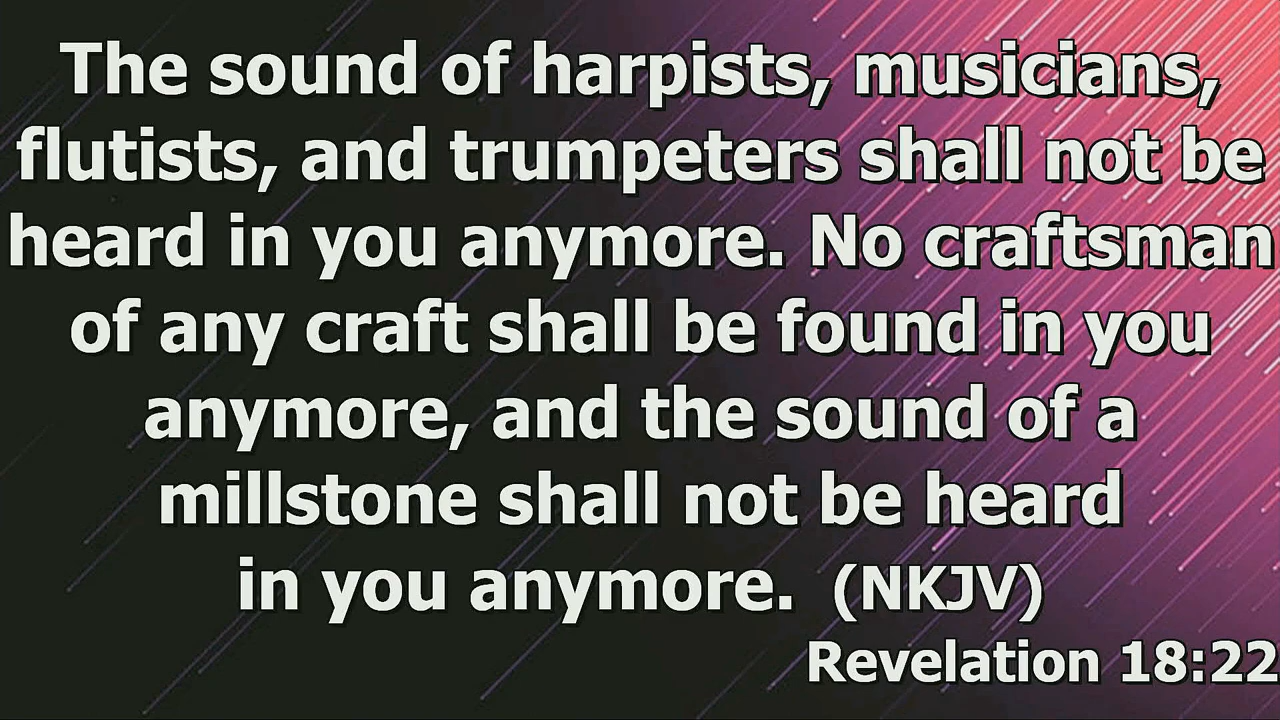 The sound of harpists, musicians,
flutists, and trumpeters shall not be
heard in you anymore. No craftsman
of any craft shall be found in you
anymore, and the sound of a
millstone shall not be heard
in you anymore. (NKJV)
Revelation 18:22